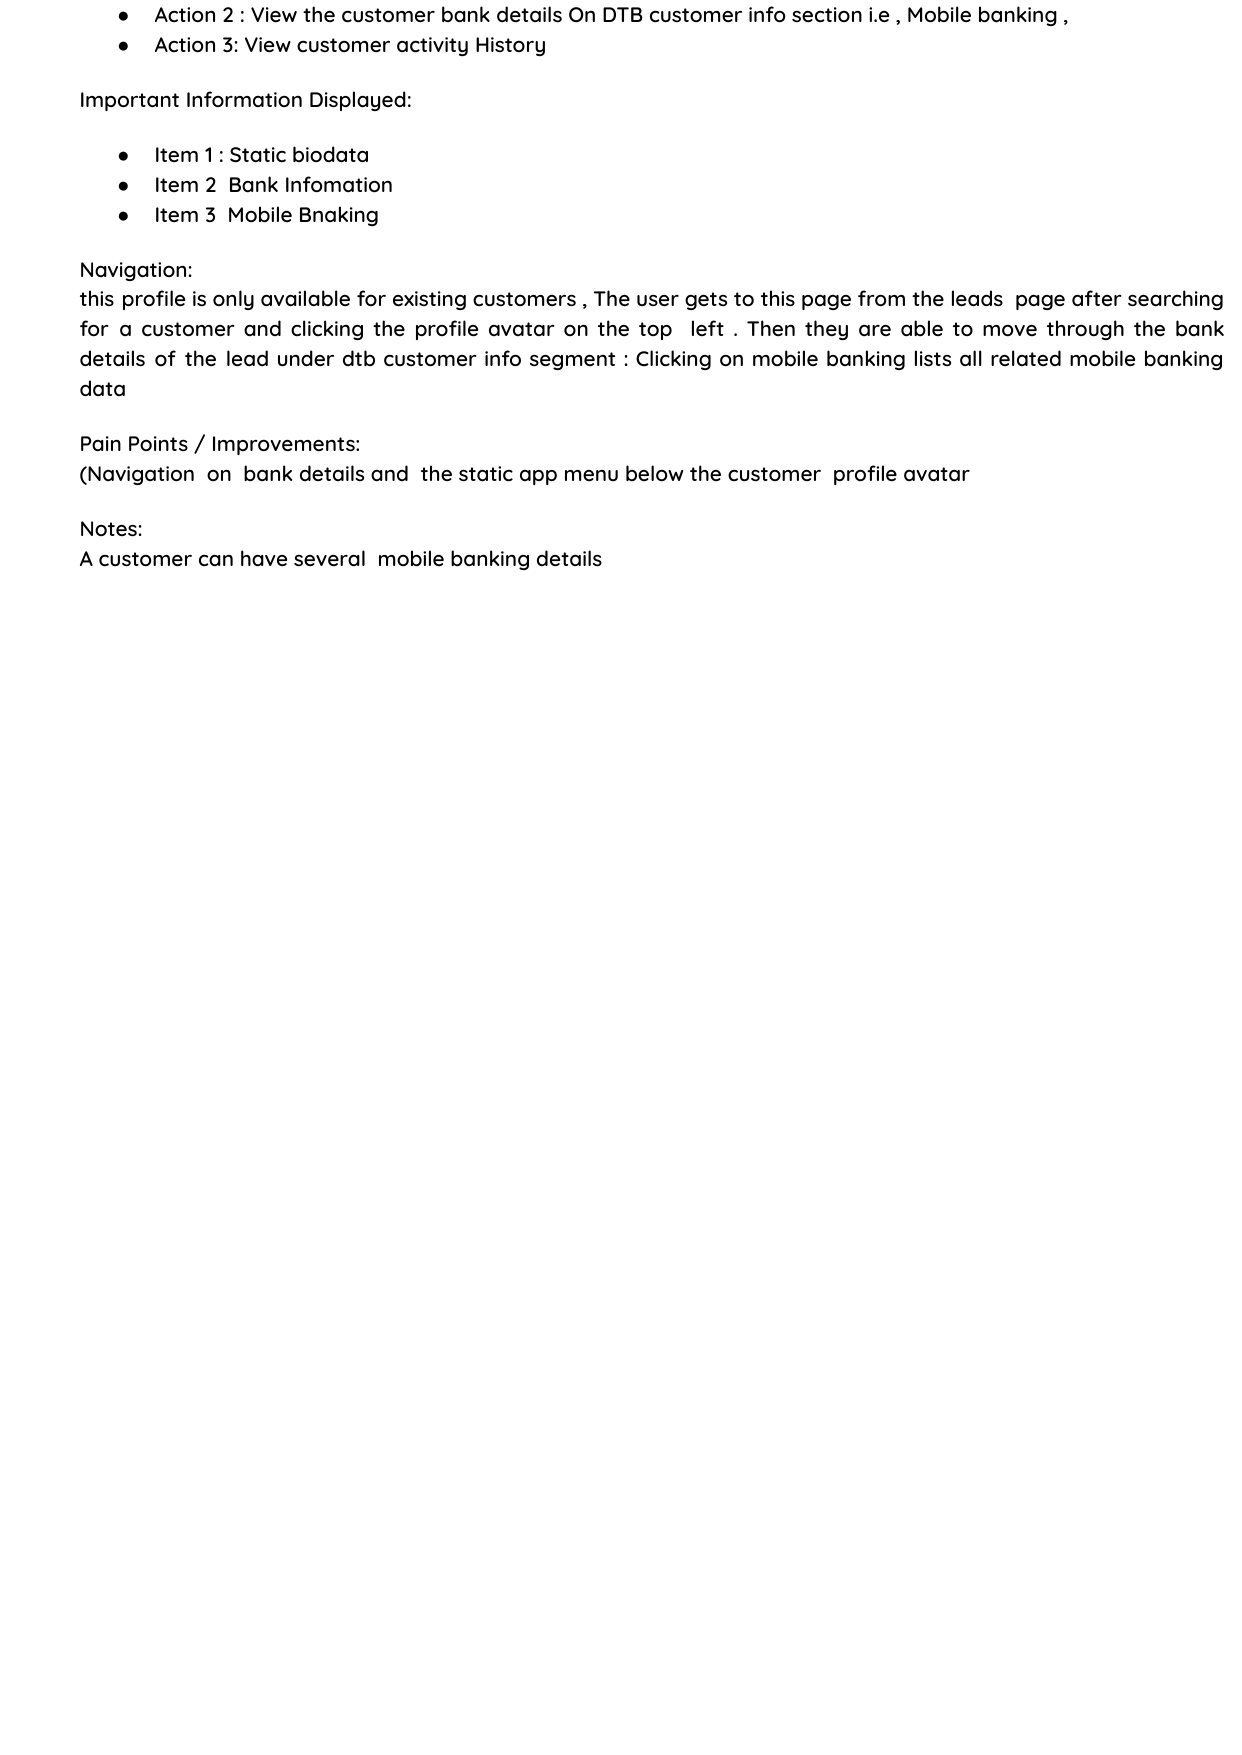 ● Action 2 : View the customer bank details On DTB customer info section i.e , Mobile banking ,
● Action 3: View customer activity History
Important Information Displayed:
● Item 1 : Static biodata
● Item 2  Bank Infomation
● Item 3  Mobile Bnaking
Navigation:
this profile is only available for existing customers , The user gets to this page from the leads  page after searching
for a customer and clicking the profile avatar on the top  left . Then they are able to move through the bank
details of the lead under dtb customer info segment : Clicking on mobile banking lists all related mobile banking
data
Pain Points / Improvements:
(Navigation  on  bank details and  the static app menu below the customer  profile avatar
Notes:
A customer can have several  mobile banking details